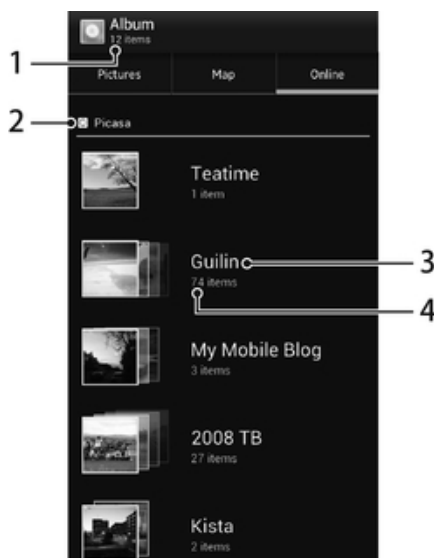 Album
12 items
1
Pictures Map Online
2
Picasa
Teatime
1 item
Guilin
3
74 items
4
My Mobile Blog
3 items
2008 TB
27 items
Kista
2 items